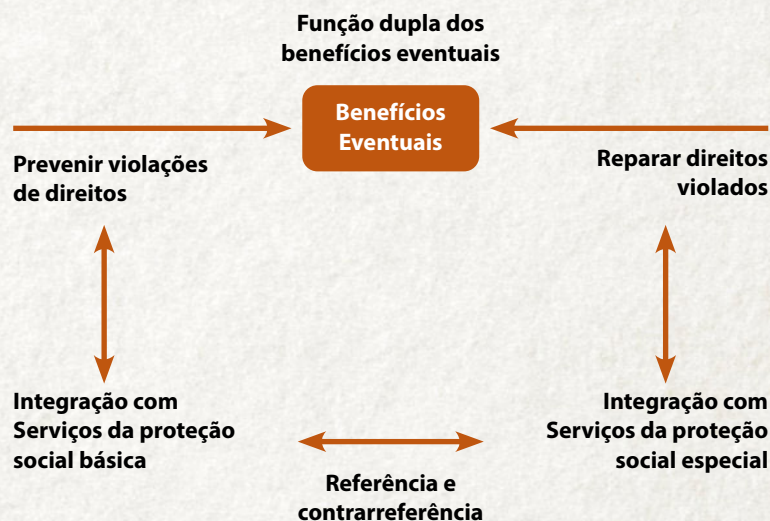 Função dupla dos
benefícios eventuais
Benefícios
Eventuais
Prevenir violações
de direitos
Reparar direitos
violados
Integração com
Serviços da proteção
social básica
Integração com
Serviços da proteção
social especial
Referência e
contrarreferência